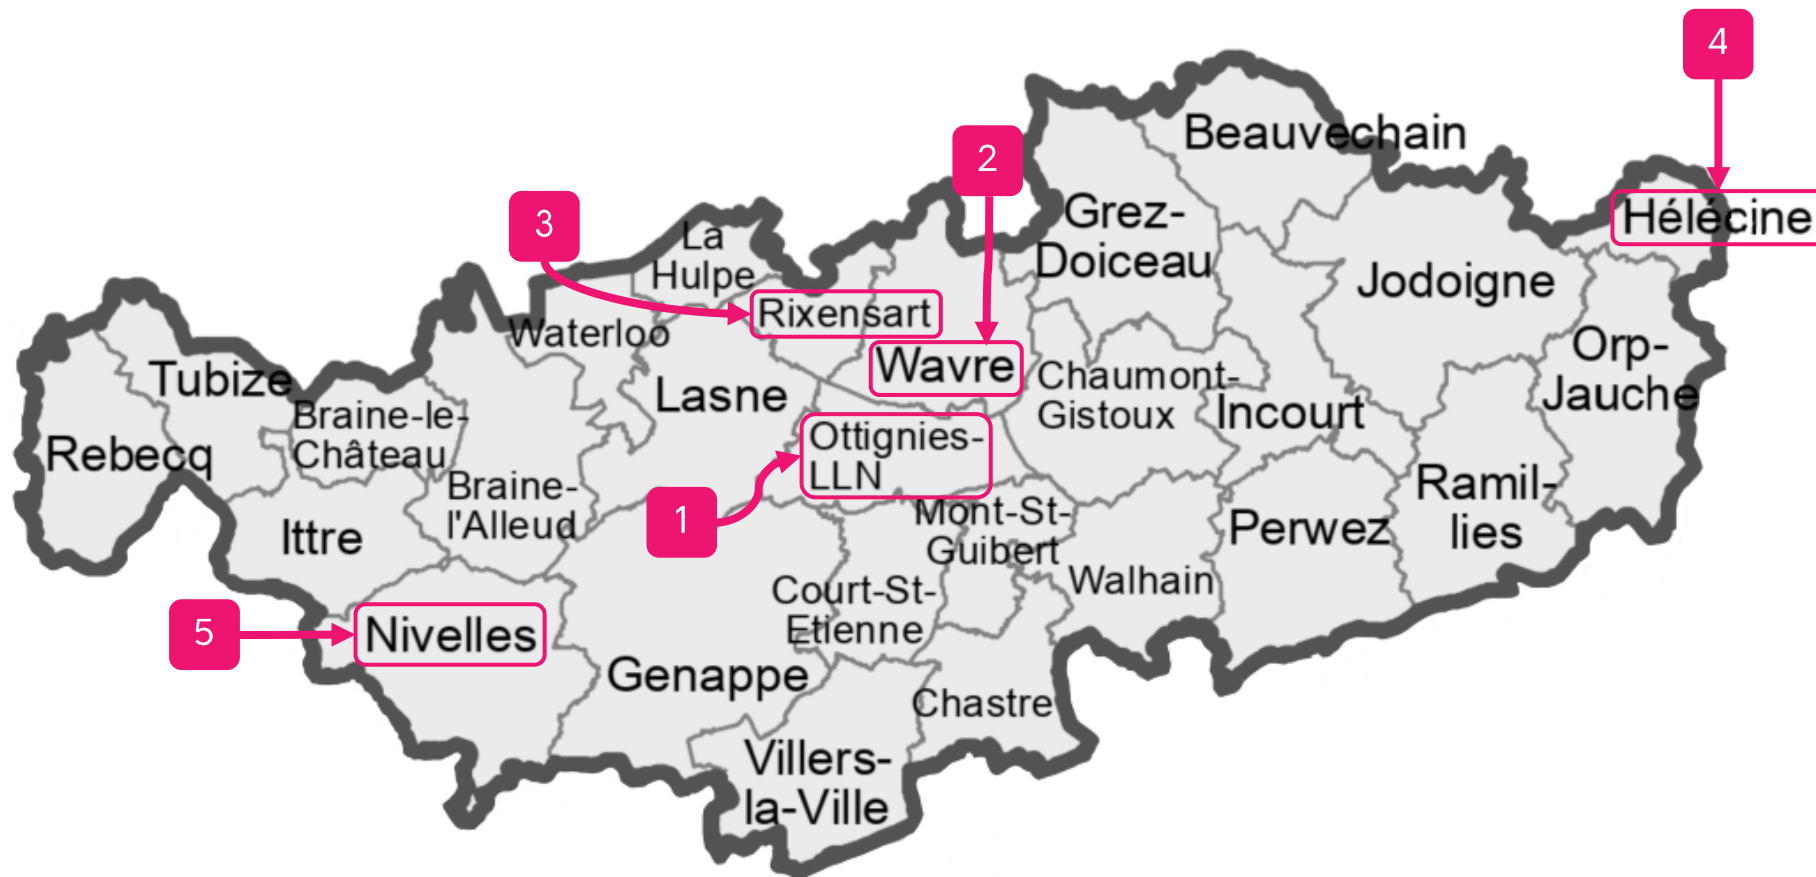 4
Beauvechain
2
Hélécine
3
Grez-
Doiceau
La
Hulpe
Jodoigne
Rixensart
Waterloo
Orp-
Jauche
Wavre
Tubize
Lasne
Chaumont-
Gistoux
Incourt
Braine-le-
Château
Rebecq
Ottignies-
LLN
Braine-
l'Alleud
Ramil-
lies
1
Mont-St-
Guibert
Perwez
Ittre
Walhain
Court-St-
Etienne
5
Nivelles
Genappe
Chastre
Villers-
la-Ville